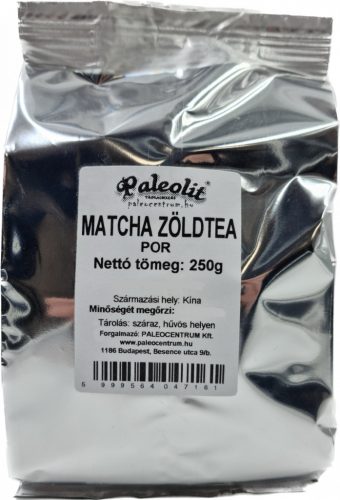 Paleolit®
TÁPLÁLKOZÁS
paleocentrum.hu
MATCHA ZÖLDTEA
POR
Nettó tömeg: 250g
Származási hely: Kína
Minőségét megőrzi:
Tárolás: száraz, hűvös helyen
Forgalmazó: PALEOCENTRUM Kft.
www.paleocentrum.hu
1186 Budapest, Besence utca 9/b.
5 999564 047161